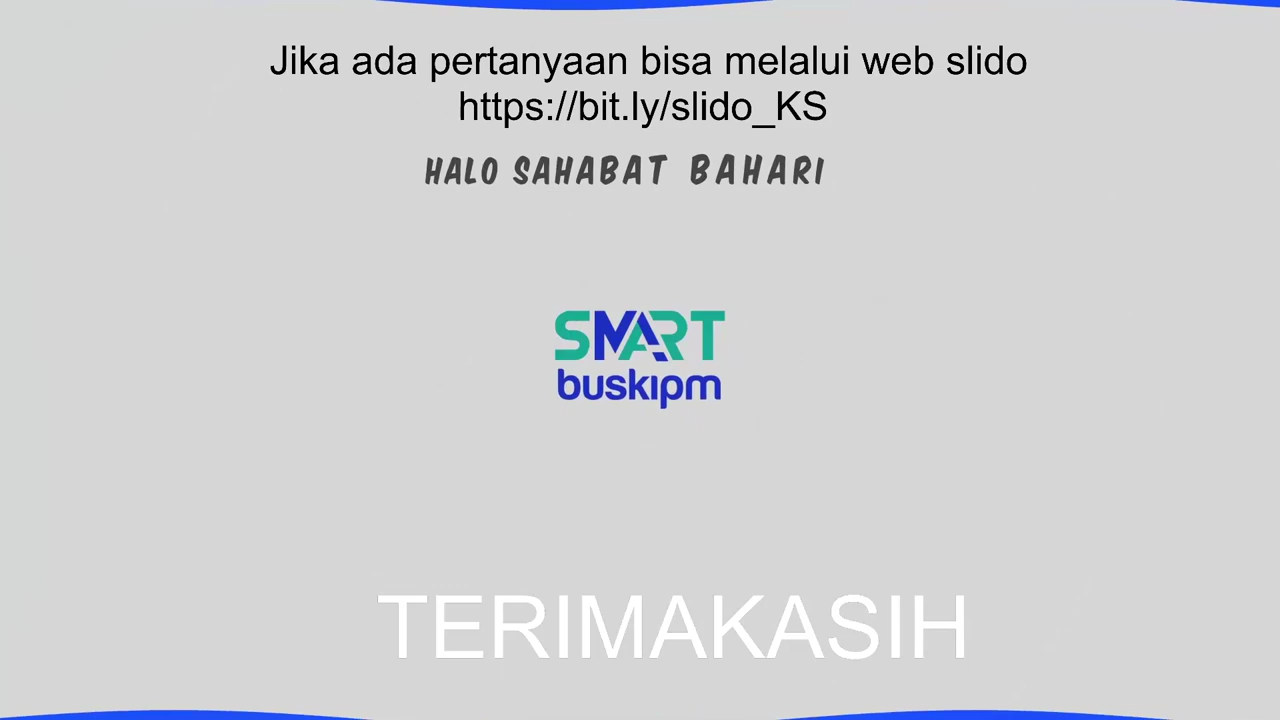 Jika ada pertanyaan bisa melalui web slido
https://bit.ly/slido_KS
HALO SAHABAT BAHARI
SMART
buskipm
TERIMAKASIH